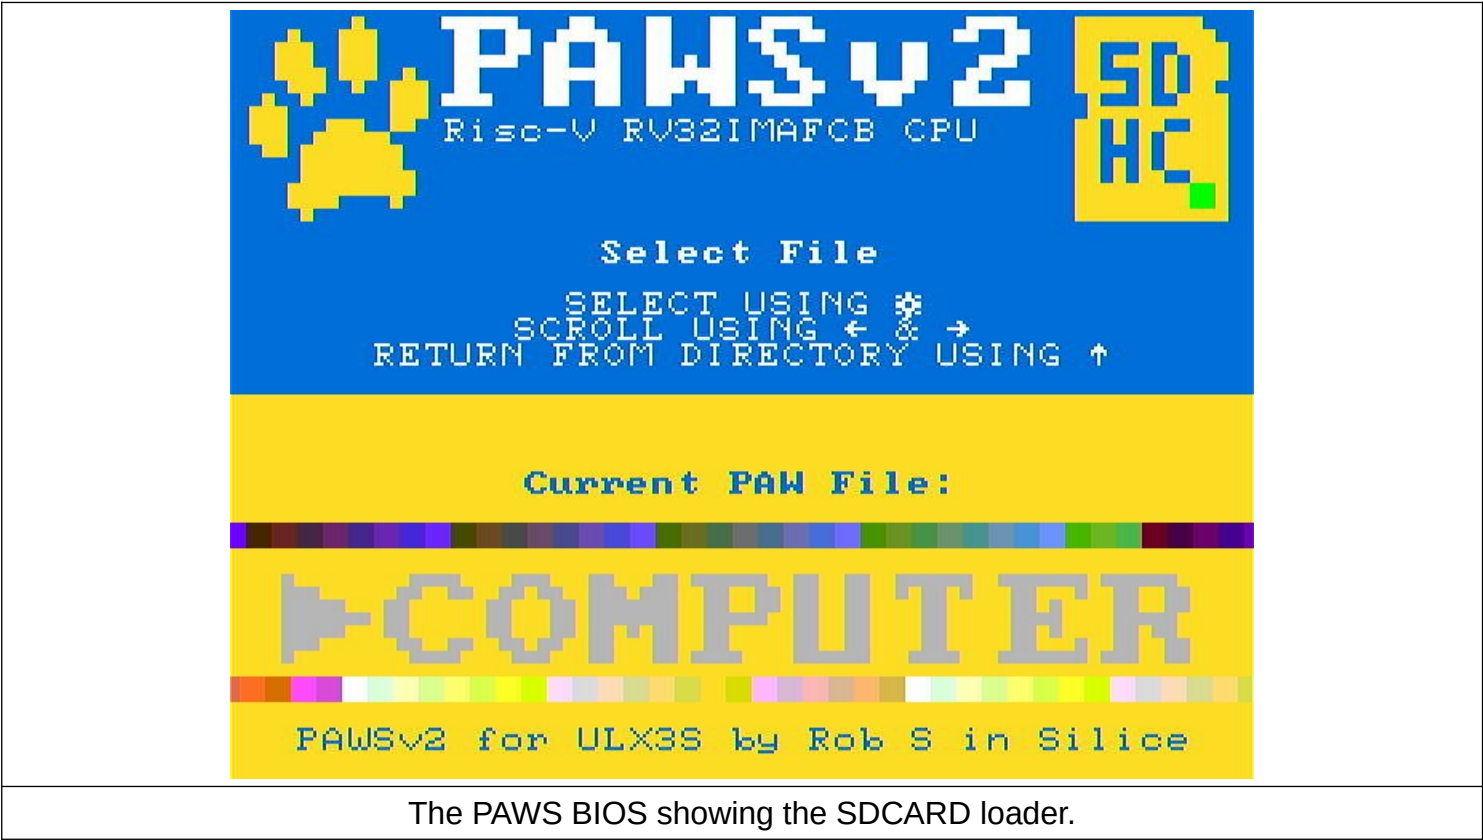 PAWSv2
SD
HC
Risc-V RV32IMAFCB CPU
Select File
SELECT USING ☼
SCROLL USING ← & →
RETURN FROM DIRECTORY USING ↑
Current PAW File:
►COMPUTER
PAWSv2 for ULX3S by Rob S in Silice
The PAWS BIOS showing the SDCARD loader.